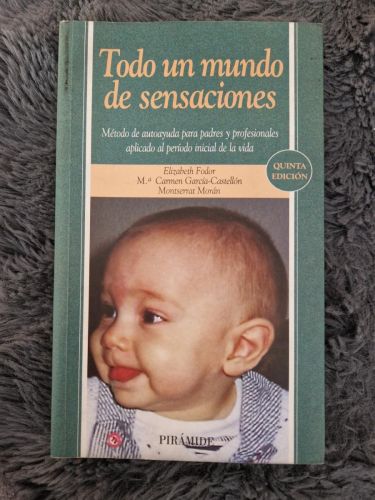 Todo un mundo
de sensaciones
Método de autoayuda para padres y profesionales
aplicado al período inicial de la vida
QUINTA
EDICIÓN
Elizabeth Fodor
M.ª Carmen García-Castellón
Montserrat Morán
PIRÁMIDE